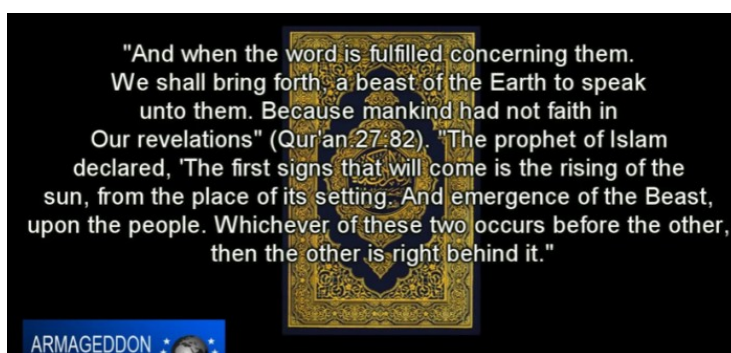 "And when the word is fulfilled concerning them.
We shall bring forth, a beast of the Earth to speak
unto them. Because mankind had not faith in
Our revelations" (Qur'an.27:82). "The prophet of Islam
declared, 'The first signs that will come is the rising of the
sun, from the place of its setting. And emergence of the Beast,
upon the people. Whichever of these two occurs before the other,
then the other is right behind it."
ARMAGEDDON